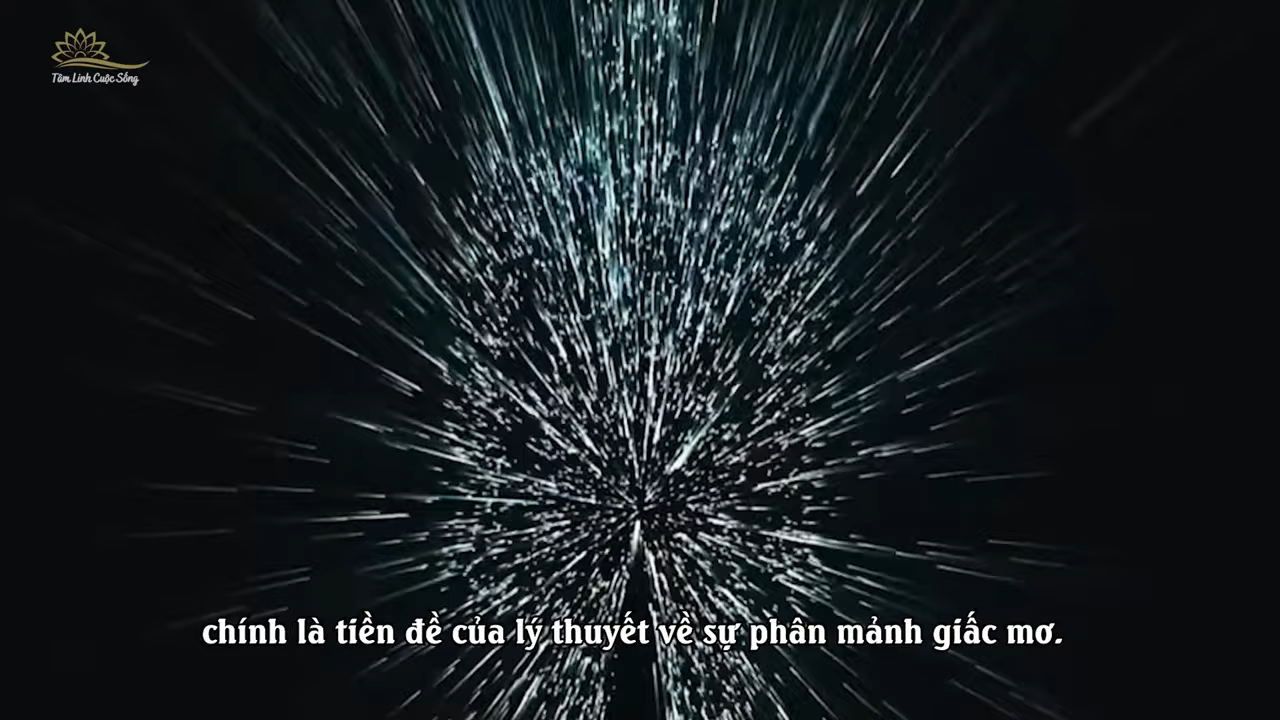 Tâm Linh Cuộc Sống
chính là tiền đề của lý thuyết về sự phân mảnh giấc mơ.